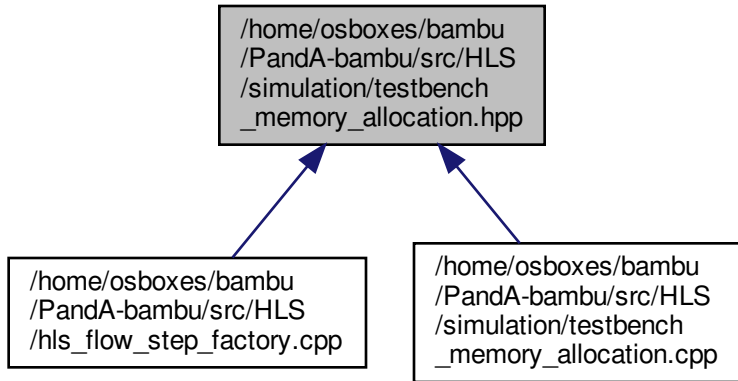 /home/osboxes/bambu
/PandA-bambu/src/HLS
/simulation/testbench
_memory_allocation.hpp
/home/osboxes/bambu
/PandA-bambu/src/HLS
/hls_flow_step_factory.cpp
/home/osboxes/bambu
/PandA-bambu/src/HLS
/simulation/testbench
_memory_allocation.cpp